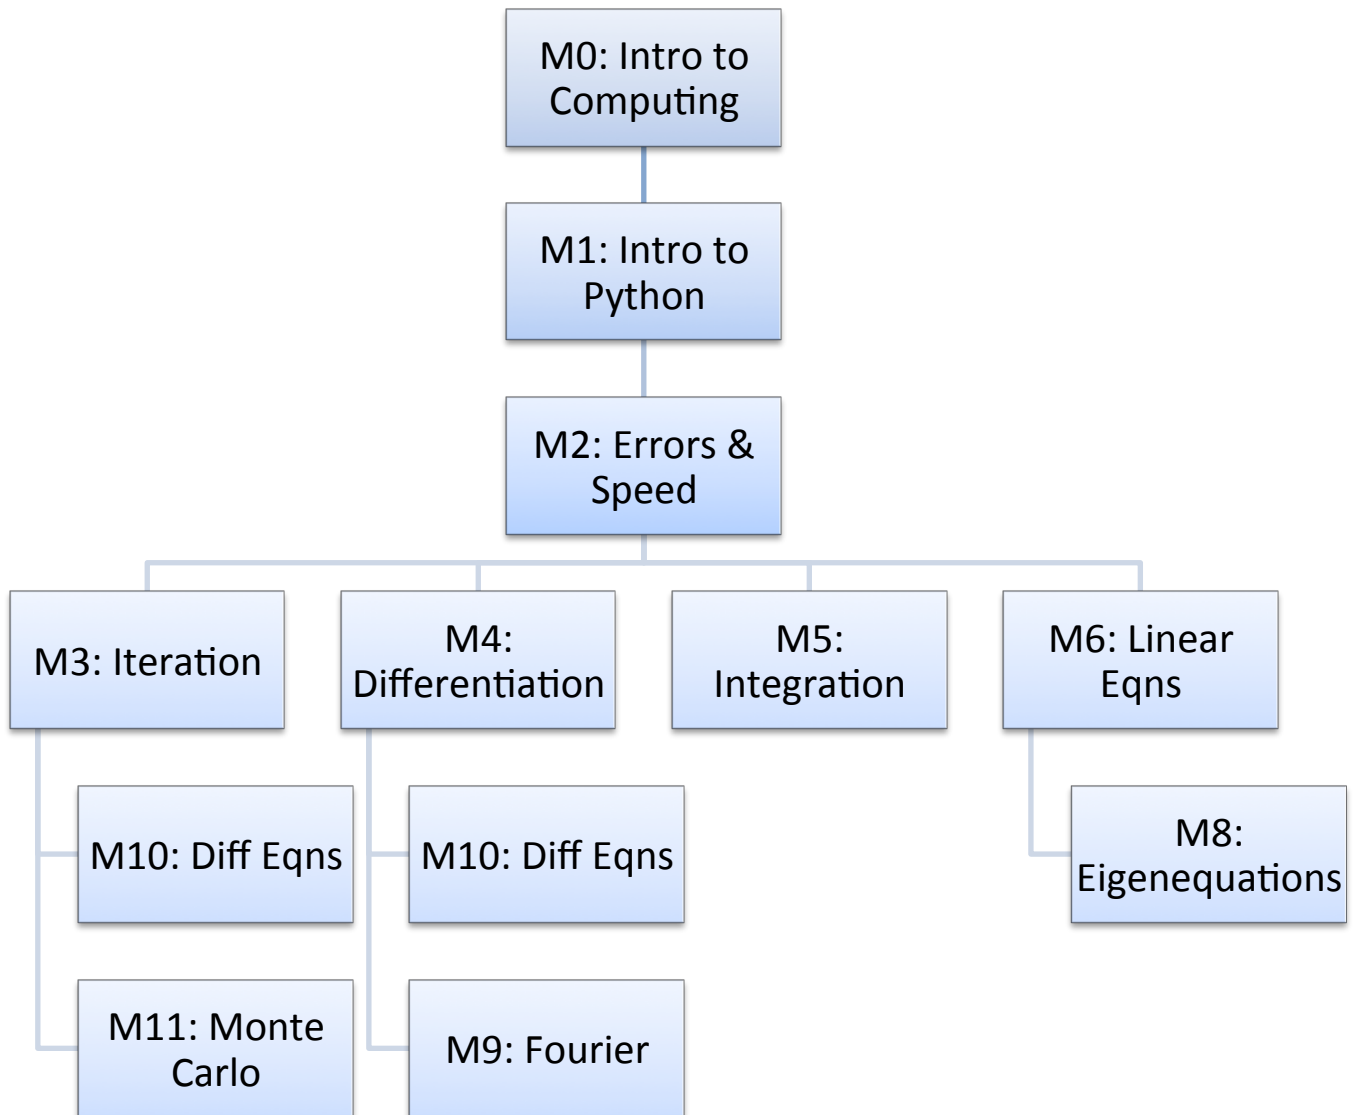 M0: Intro to
Computing
M1: Intro to
Python
M2: Errors &
Speed
M3: Iteration
M4:
Differentiation
M5:
Integration
M6: Linear
Eqns
M10: Diff Eqns
M10: Diff Eqns
M8:
Eigenequations
M11: Monte
Carlo
M9: Fourier